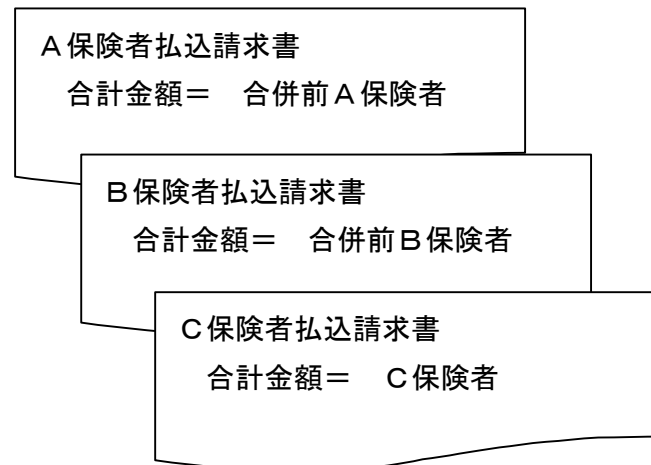 A保険者払込請求書
合計金額＝　合併前A保険者
B保険者払込請求書
合計金額＝　合併前B保険者
C保険者払込請求書
合計金額＝　C保険者